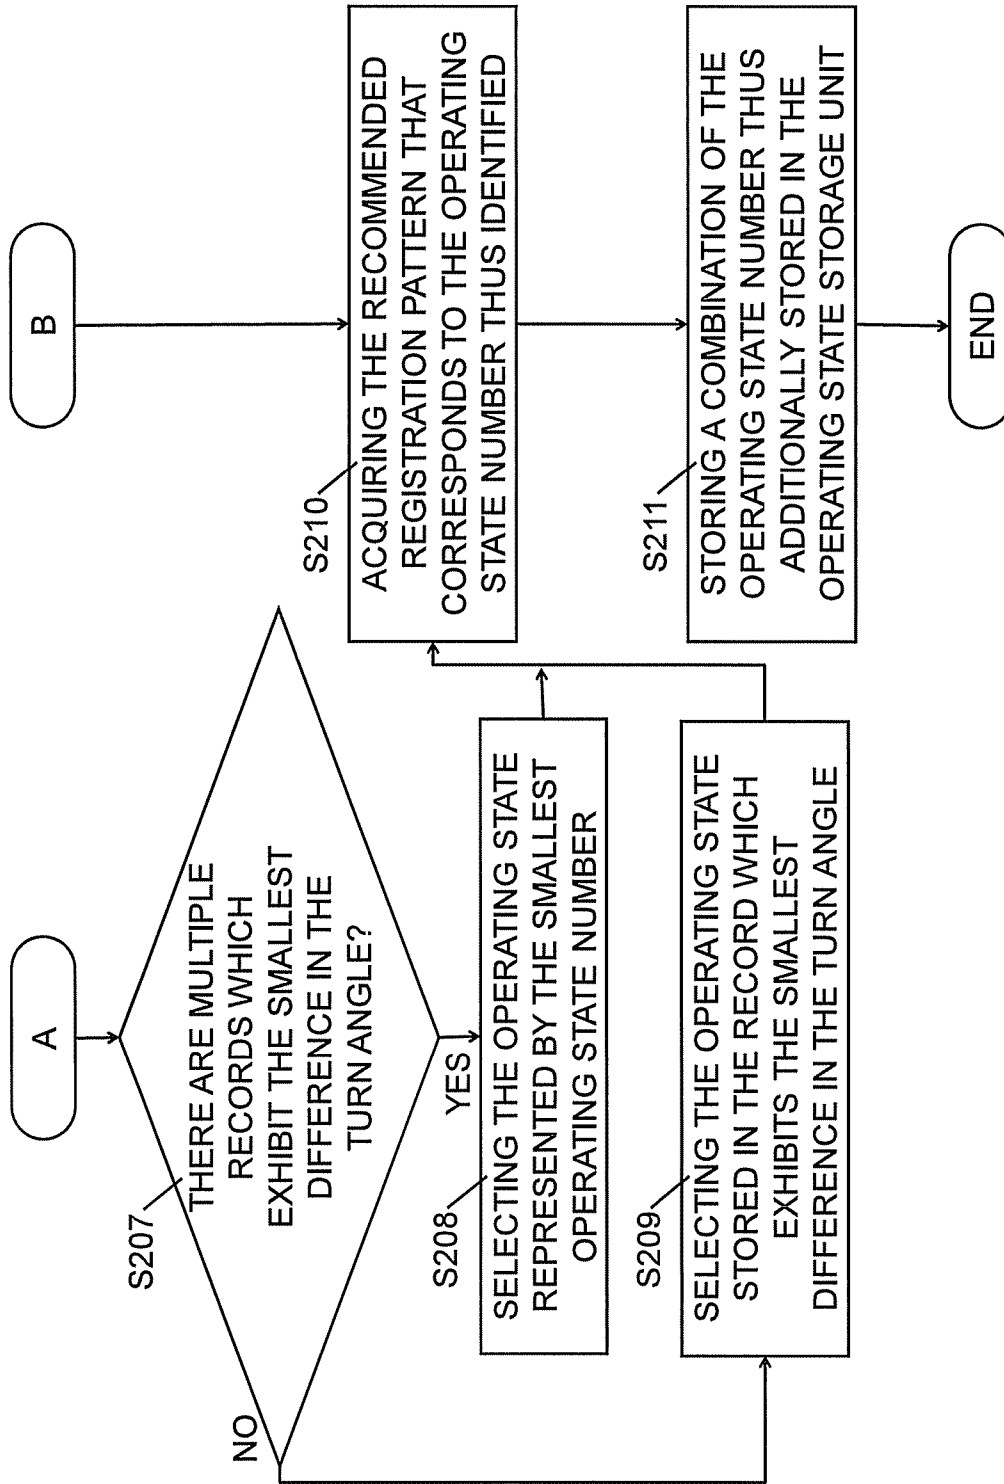 A
S207
THERE ARE MULTIPLE
RECORDS WHICH
EXHIBIT THE SMALLEST
DIFFERENCE IN THE
TURN ANGLE?
NO
YES
S208
SELECTING THE OPERATING STATE
REPRESENTED BY THE SMALLEST
OPERATING STATE NUMBER
S209
SELECTING THE OPERATING STATE
STORED IN THE RECORD WHICH
EXHIBITS THE SMALLEST
DIFFERENCE IN THE TURN ANGLE
B
S210
ACQUIRING THE RECOMMENDED
REGISTRATION PATTERN THAT
CORRESPONDS TO THE OPERATING
STATE NUMBER THUS IDENTIFIED
S211
STORING A COMBINATION OF THE
OPERATING STATE NUMBER THUS
ADDITIONALLY STORED IN THE
OPERATING STATE STORAGE UNIT
END